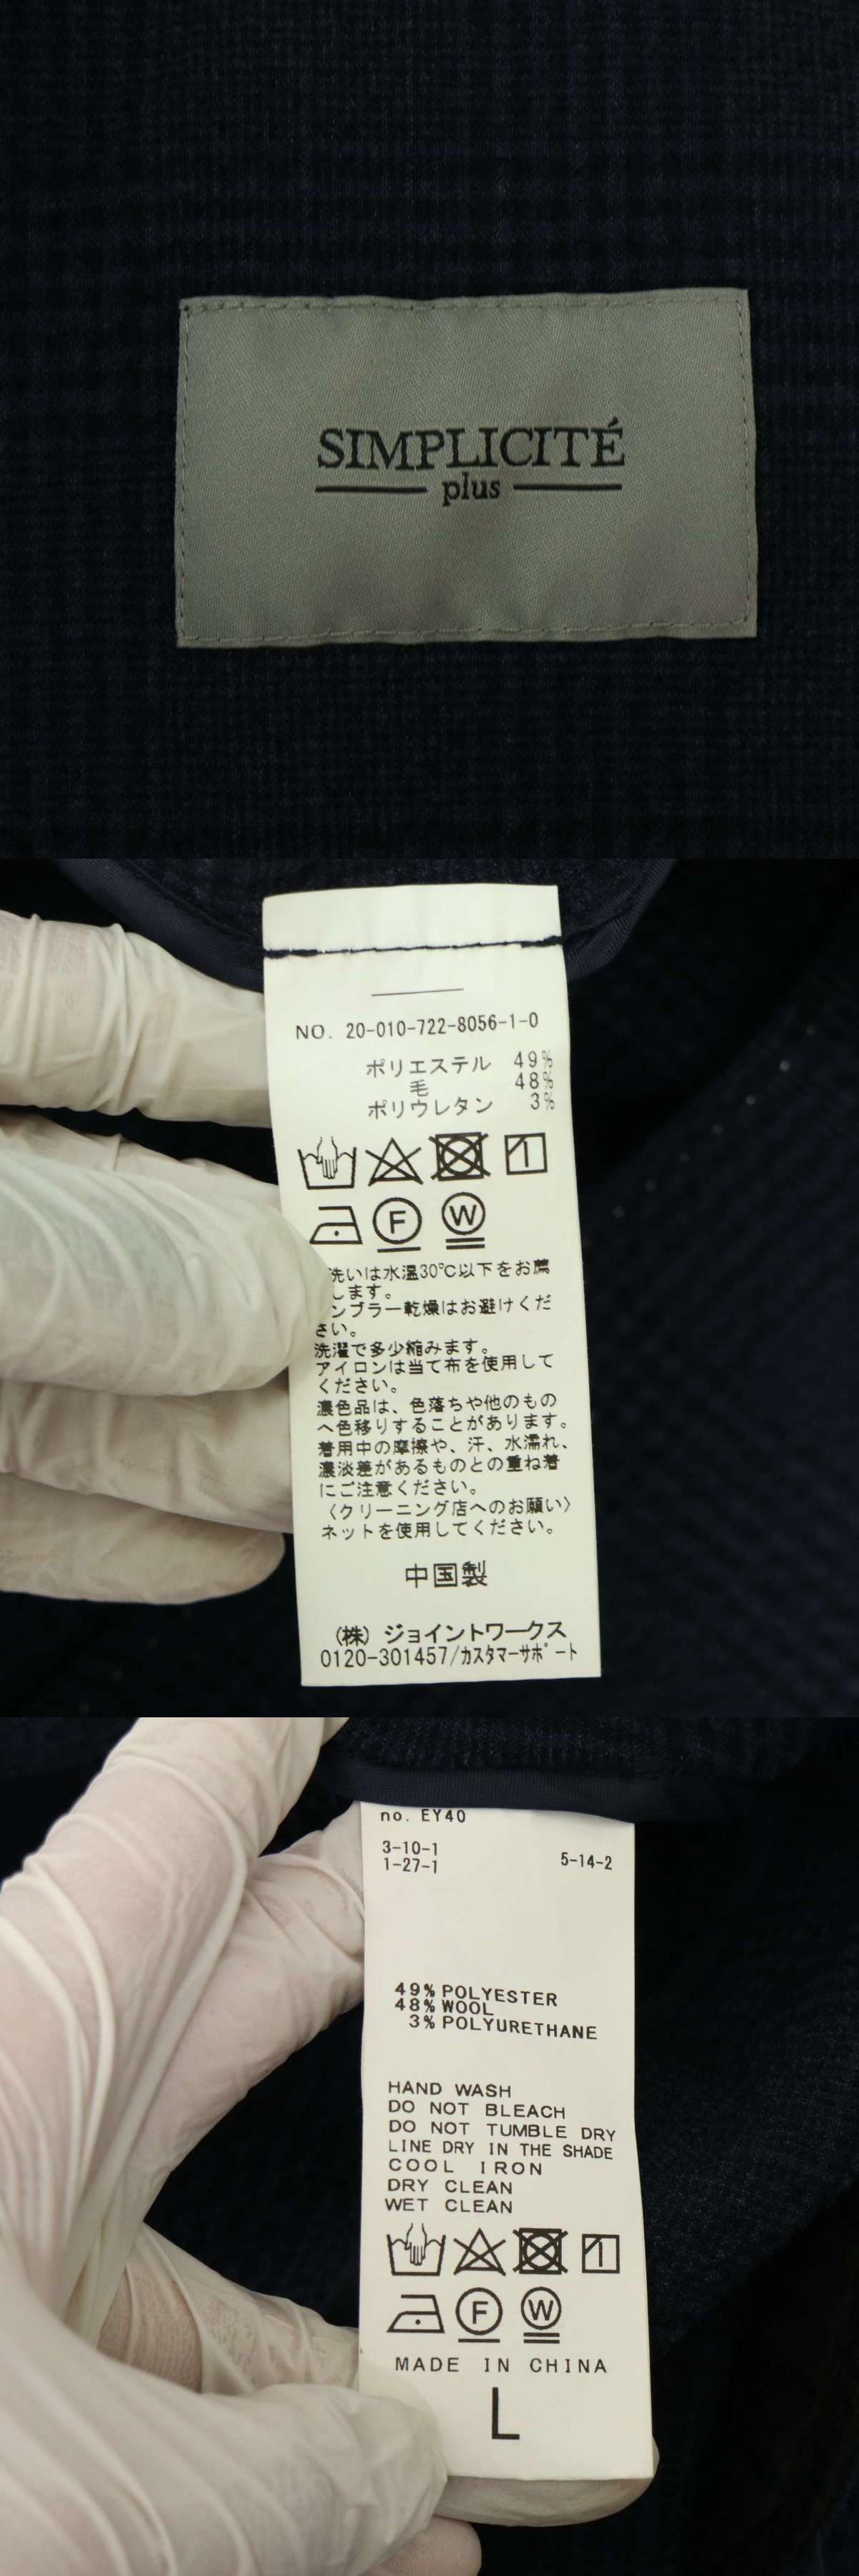 SIMPLICITÉ
plus
NO. 20-010-722-8056-1-0
ポリエステル 49%
毛 48%
ポリウレタン 3%
F W
洗いは水温30℃以下をお薦
します。
ンブラー乾燥はお避けくだ
さい。
洗濯で多少縮みます。
アイロンは当て布を使用して
ください。
濃色品は、色落ちや他のもの
へ色移りすることがあります。
着用中の摩擦や、汗、水濡れ、
濃淡差があるものとの重ね着
にご注意ください。
〈クリーニング店へのお願い〉
ネットを使用してください。
中国製
(株) ジョイントワークス
0120-301457/カスタマーサポート
no. EY40
3-10-1
1-27-1 5-14-2
49% POLYESTER
48% WOOL
3% POLYURETHANE
HAND WASH
DO NOT BLEACH
DO NOT TUMBLE DRY
LINE DRY IN THE SHADE
COOL IRON
DRY CLEAN
WET CLEAN
F W
MADE IN CHINA
L